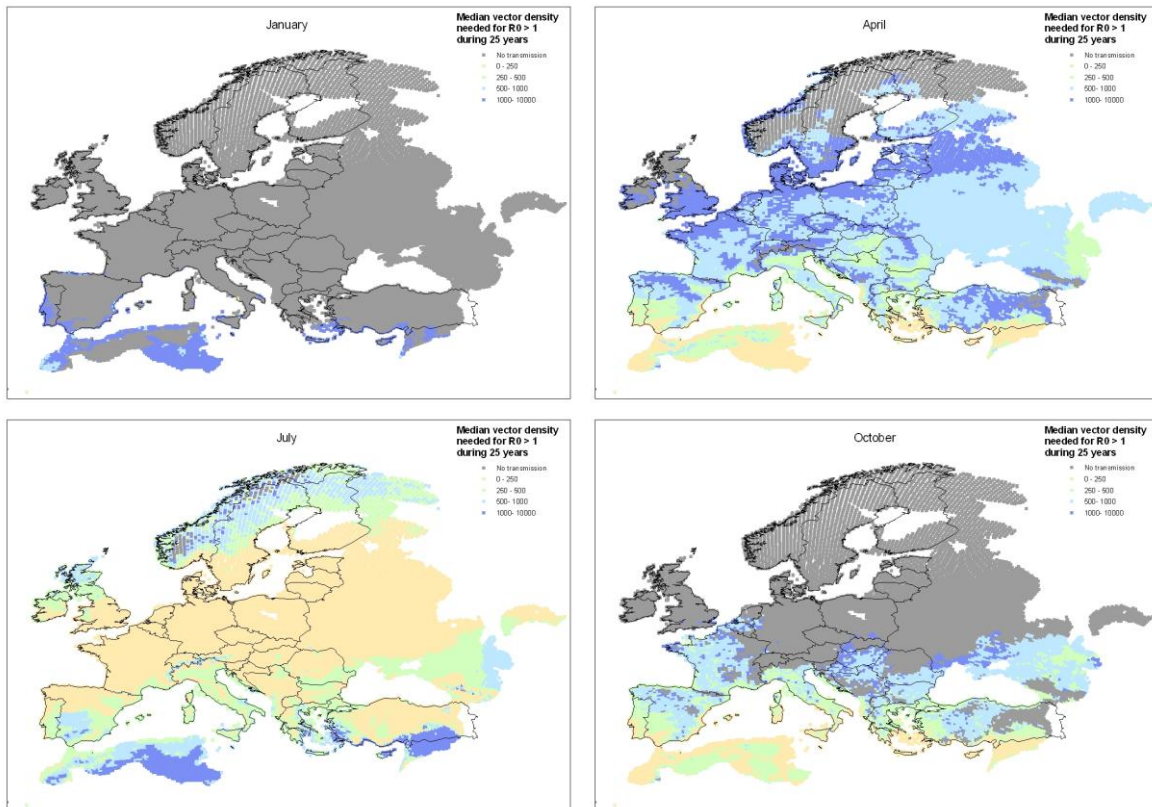 January
Median vector density
needed for R0 > 1
during 25 years
No transmission
0 - 250
250 - 500
500- 1000
1000- 10000
April
Median vector density
needed for R0 > 1
during 25 years
No transmission
0 - 250
250 - 500
500- 1000
1000- 10000
July
Median vector density
needed for R0 > 1
during 25 years
No transmission
0 - 250
250 - 500
500- 1000
1000- 10000
October
Median vector density
needed for R0 > 1
during 25 years
No transmission
0 - 250
250 - 500
500- 1000
1000- 10000